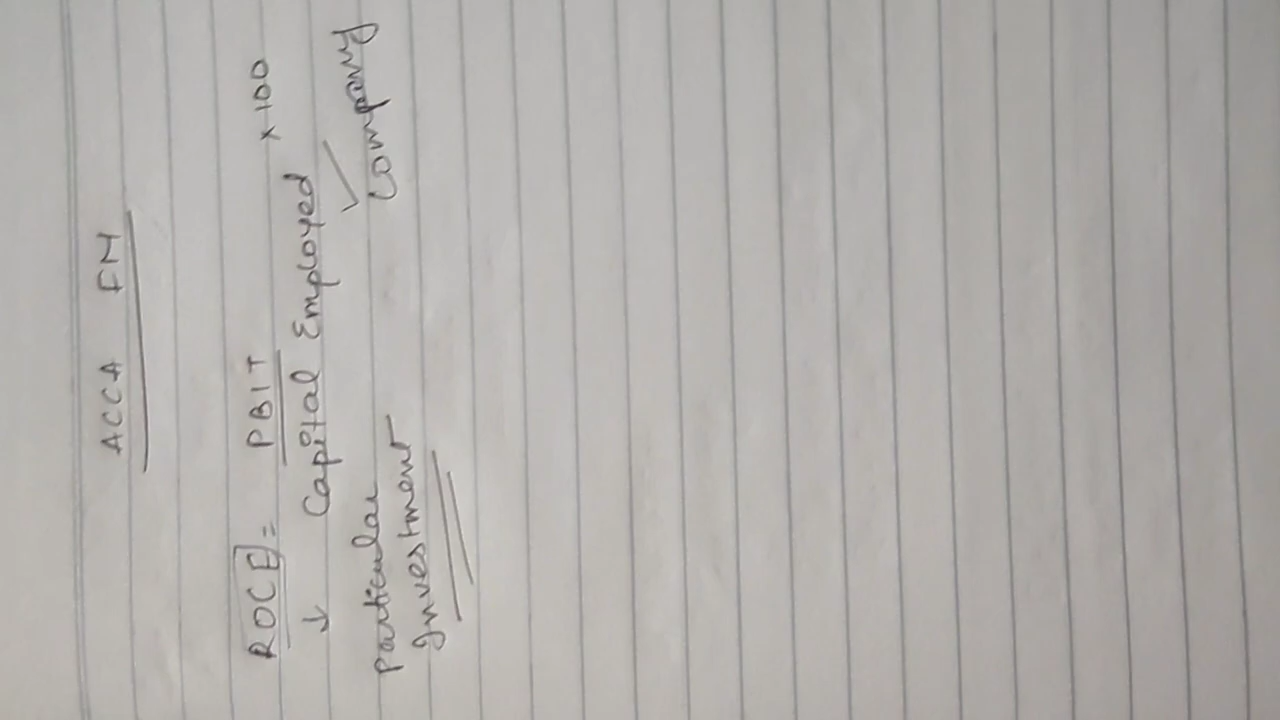 ACCA FM
ROCE = PBIT × 100
Capital Employed
↓
Particular Company
Investment